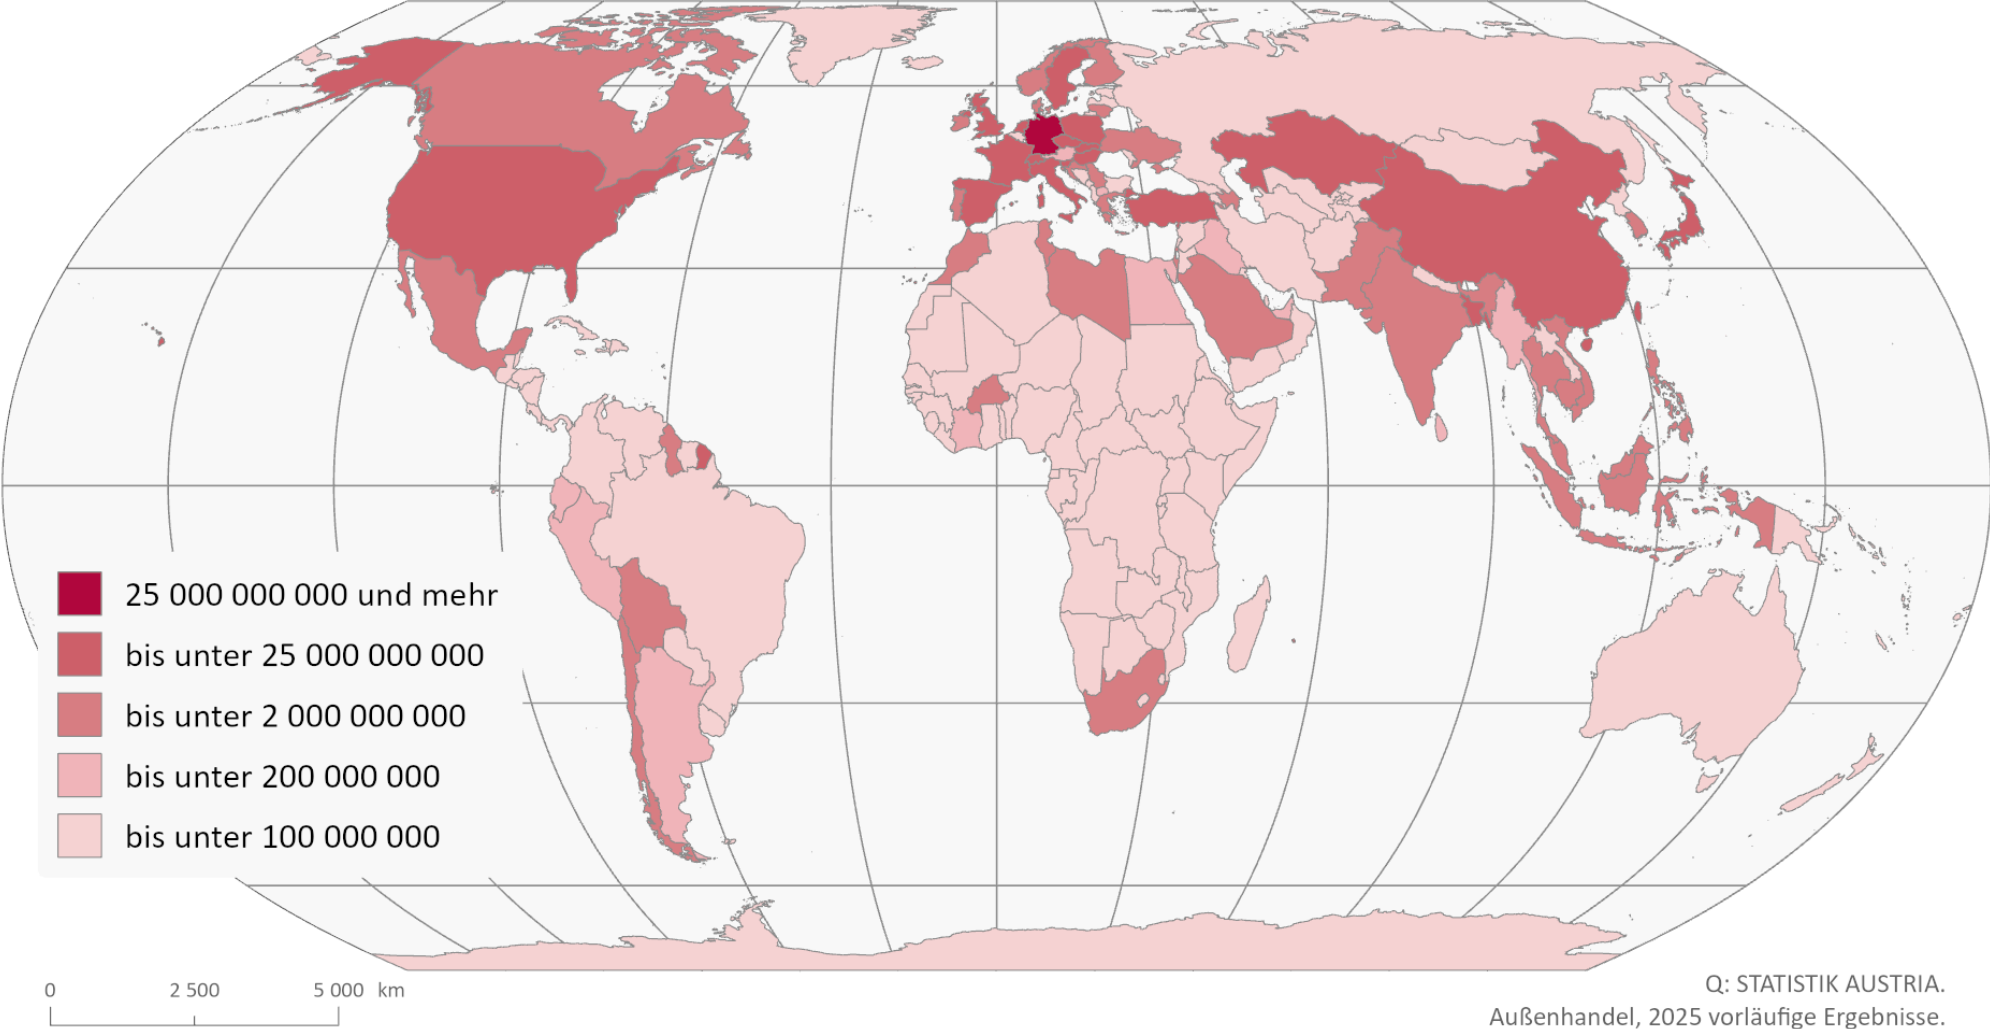 25 000 000 000 und mehr
bis unter 25 000 000 000
bis unter 2 000 000 000
bis unter 200 000 000
bis unter 100 000 000
0 2 500 5 000 km
Q: STATISTIK AUSTRIA.
Außenhandel, 2025 vorläufige Ergebnisse.